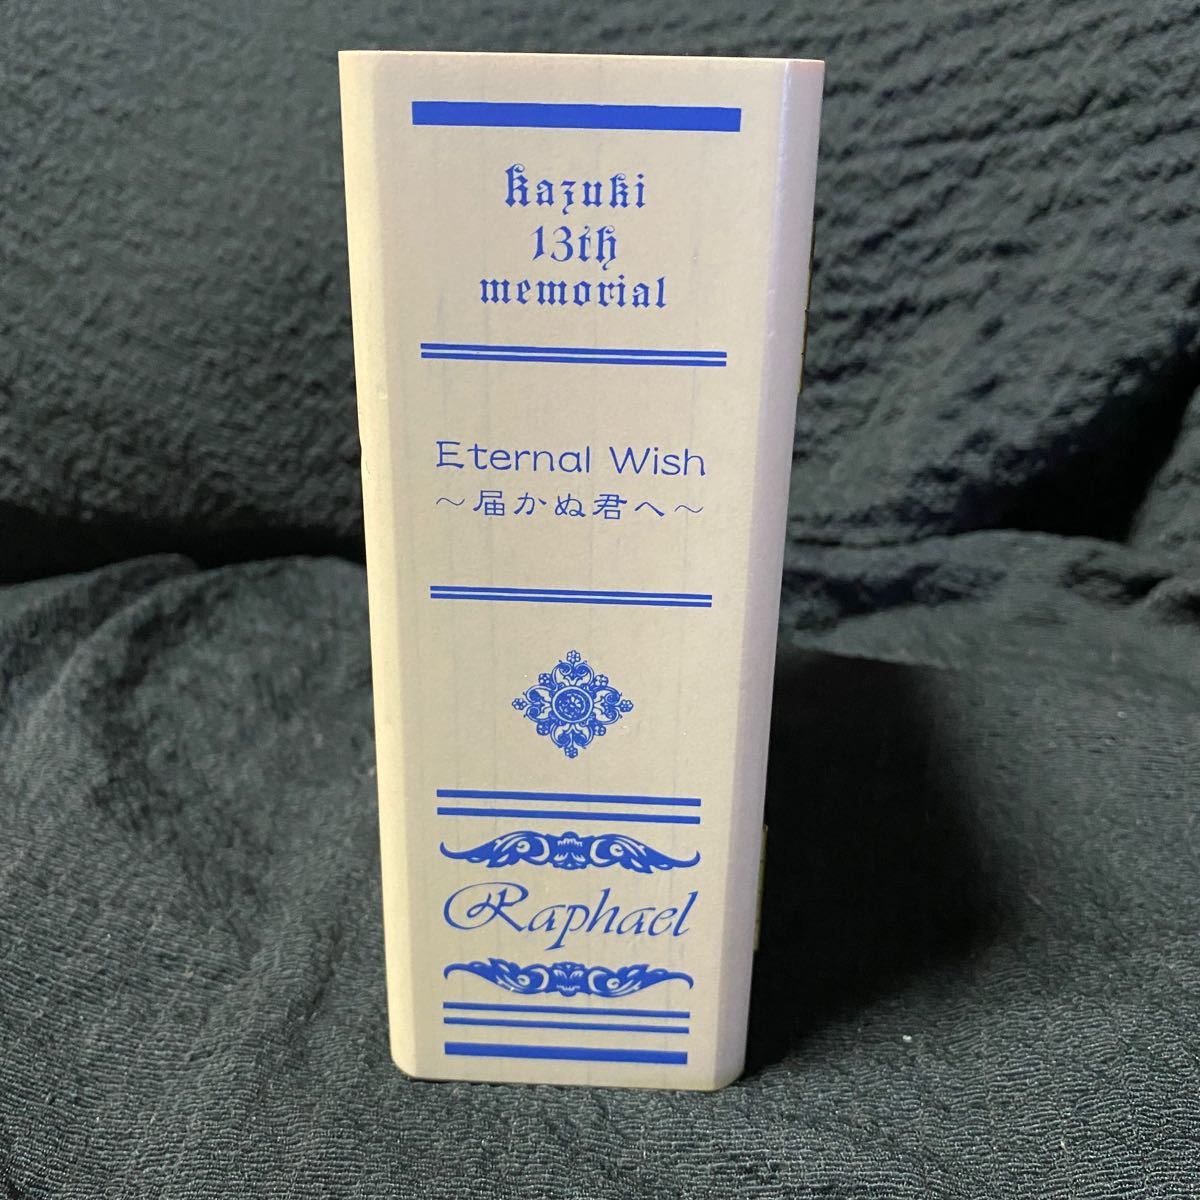 Kazuki
13th
memorial
Eternal Wish
～届かぬ君へ～
Raphael